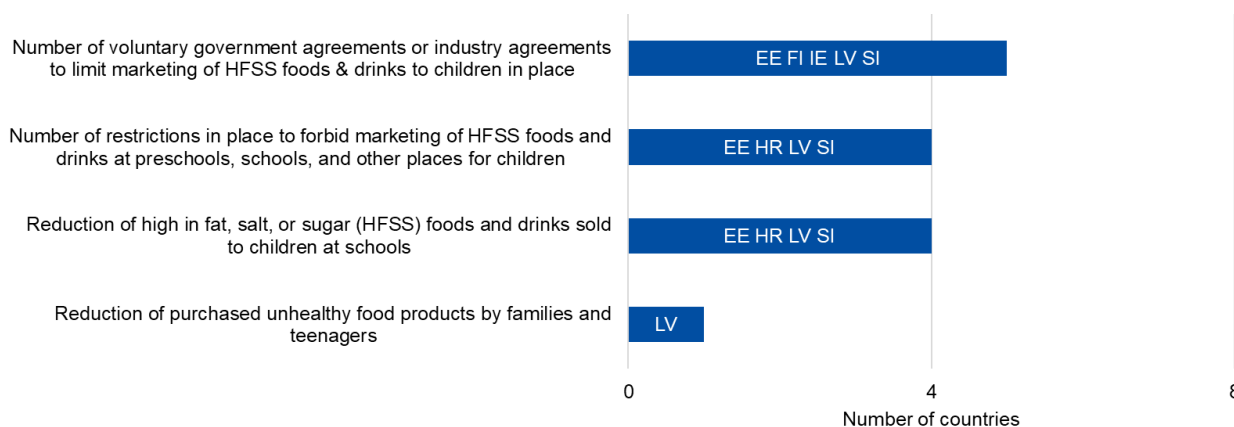 Number of voluntary government agreements or industry agreements
to limit marketing of HFSS foods & drinks to children in place
EE FI IE LV SI
Number of restrictions in place to forbid marketing of HFSS foods and
drinks at preschools, schools, and other places for children
EE HR LV SI
Reduction of high in fat, salt, or sugar (HFSS) foods and drinks sold
to children at schools
EE HR LV SI
Reduction of purchased unhealthy food products by families and
teenagers
LV
0 4 8
Number of countries